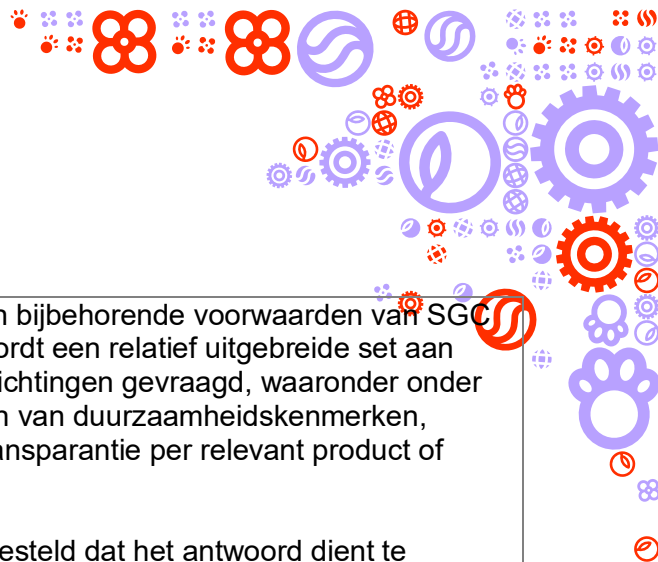 n bijbehorende voorwaarden van SGC
ordt een relatief uitgebreide set aan
ichtingen gevraagd, waaronder onder
n van duurzaamheidskenmerken,
ansparantie per relevant product of
esteld dat het antwoord dient te